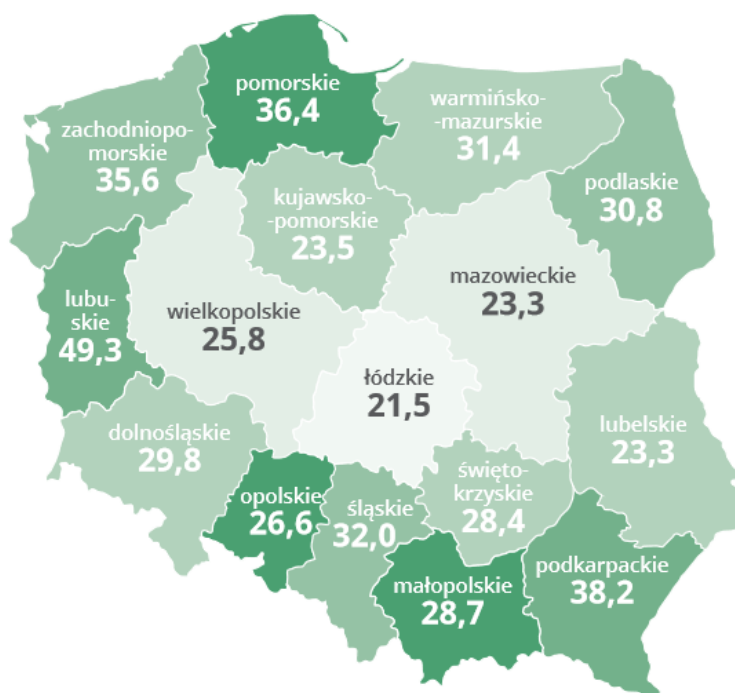 pomorskie
36,4
warmińsko-
-mazurskie
31,4
zachodniopo-
morskie
35,6
podlaskie
30,8
kujawsko-
-pomorskie
23,5
mazowieckie
23,3
lubu-
skie
49,3
wielkopolskie
25,8
łódzkie
21,5
lubelskie
23,3
dolnośląskie
29,8
święto-
krzyskie
28,4
opolskie
26,6
śląskie
32,0
podkarpackie
38,2
małopolskie
28,7